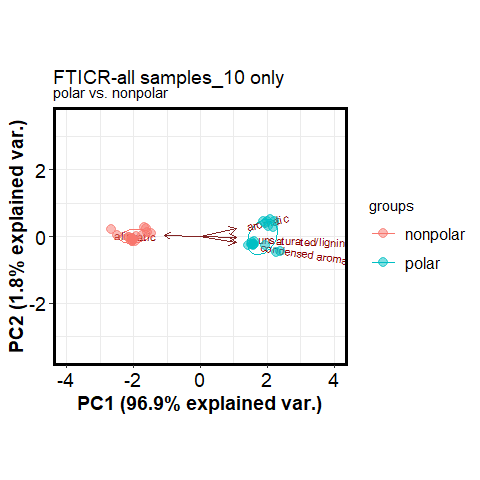 FTICR-all samples_10 only
polar vs. nonpolar
PC2 (1.8% explained var.)
2
0
-2
aromatic
aliphatic
unsaturated/lignin
condensed aroma
-4
-2
0
2
4
PC1 (96.9% explained var.)
groups
nonpolar
polar